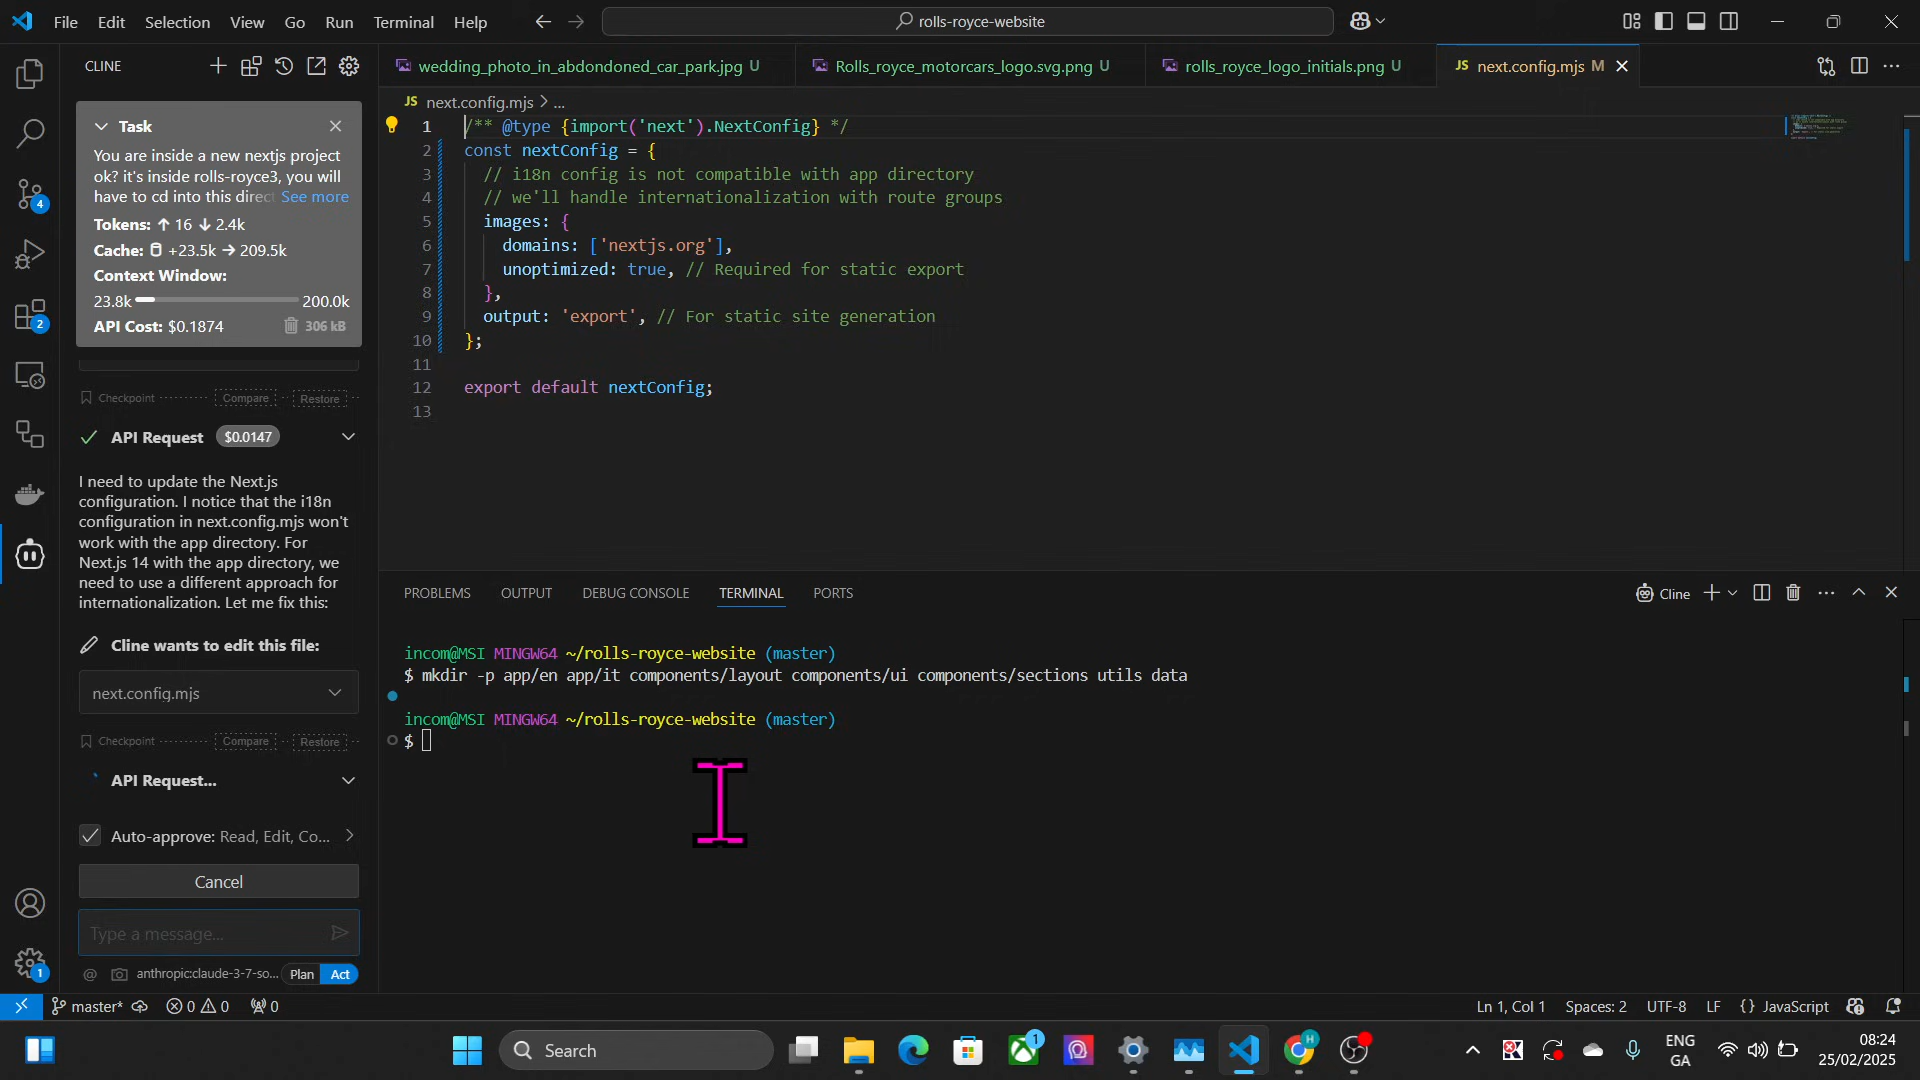 File Edit Selection View Go Run Terminal Help
rolls-royce-website
CLINE
Task
You are inside a new nextjs project
ok? it's inside rolls-royce3, you will
have to cd into this direct See more
Tokens: ↑ 16 ↓ 2.4k
Cache: +23.5k → 209.5k
Context Window:
23.8k 200.0k
API Cost: $0.1874 306 kB
Checkpoint Compare Restore
API Request $0.0147
I need to update the Next.js
configuration. I notice that the i18n
configuration in next.config.mjs won't
work with the app directory. For
Next.js 14 with the app directory, we
need to use a different approach for
internationalization. Let me fix this:
Cline wants to edit this file:
next.config.mjs
Checkpoint Compare Restore
API Request...
Auto-approve: Read, Edit, Co...
Cancel
Type a message...
@ anthropic:claude-3-7-so... Plan Act
4
2
1
wedding_photo_in_abdondoned_car_park.jpg U
Rolls_royce_motorcars_logo.svg.png U
rolls_royce_logo_initials.png U
JS next.config.mjs M
JS next.config.mjs > ...
1 /** @type {import('next').NextConfig} */
2 const nextConfig = {
3 // i18n config is not compatible with app directory
4 // we'll handle internationalization with route groups
5 images: {
6 domains: ['nextjs.org'],
7 unoptimized: true, // Required for static export
8 },
9 output: 'export', // For static site generation
10 };
11
12 export default nextConfig;
13
PROBLEMS OUTPUT DEBUG CONSOLE TERMINAL PORTS
Cline
incom@MSI MINGW64 ~/rolls-royce-website (master)
$ mkdir -p app/en app/it components/layout components/ui components/sections utils data
incom@MSI MINGW64 ~/rolls-royce-website (master)
$
master* 0 0 0
Ln 1, Col 1 Spaces: 2 UTF-8 LF {} JavaScript
Search
1
H
ENG
GA
08:24
25/02/2025